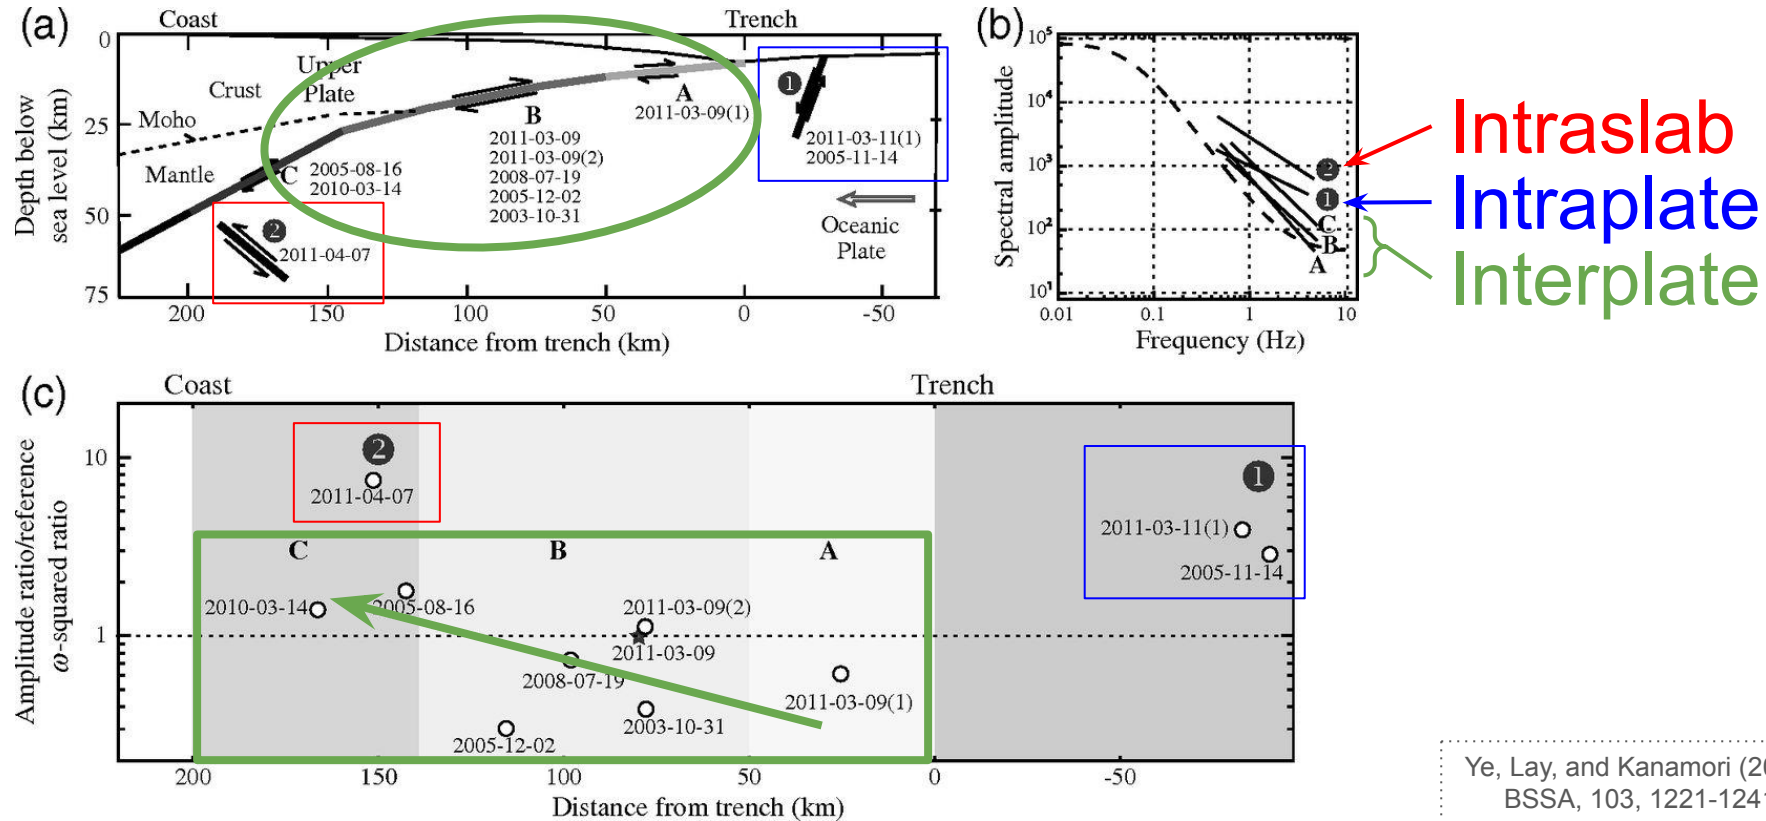 (a)
Coast
Trench
0
25
50
75
Depth below
sea level (km)
Upper
Plate
Crust
Moho
Mantle
C
2005-08-16
2010-03-14
B
2011-03-09
2011-03-09(2)
2008-07-19
2005-12-02
2003-10-31
A
2011-03-09(1)
1
2011-03-11(1)
2005-11-14
Oceanic
Plate
2
2011-04-07
200
150
100
50
0
-50
Distance from trench (km)
(b)
10⁵
10⁴
10³
10²
10¹
Spectral amplitude
2
1
C
B
A
0.01
0.1
1
10
Frequency (Hz)
Intraslab
Intraplate
Interplate
(c)
Coast
Trench
10
1
Amplitude ratio/reference
ω-squared ratio
2
2011-04-07
1
2011-03-11(1)
2005-11-14
C
B
A
2010-03-14
2005-08-16
2011-03-09(2)
2011-03-09
2008-07-19
2011-03-09(1)
2003-10-31
2005-12-02
200
150
100
50
0
-50
Distance from trench (km)
Ye, Lay, and Kanamori (20
BSSA, 103, 1221-1241